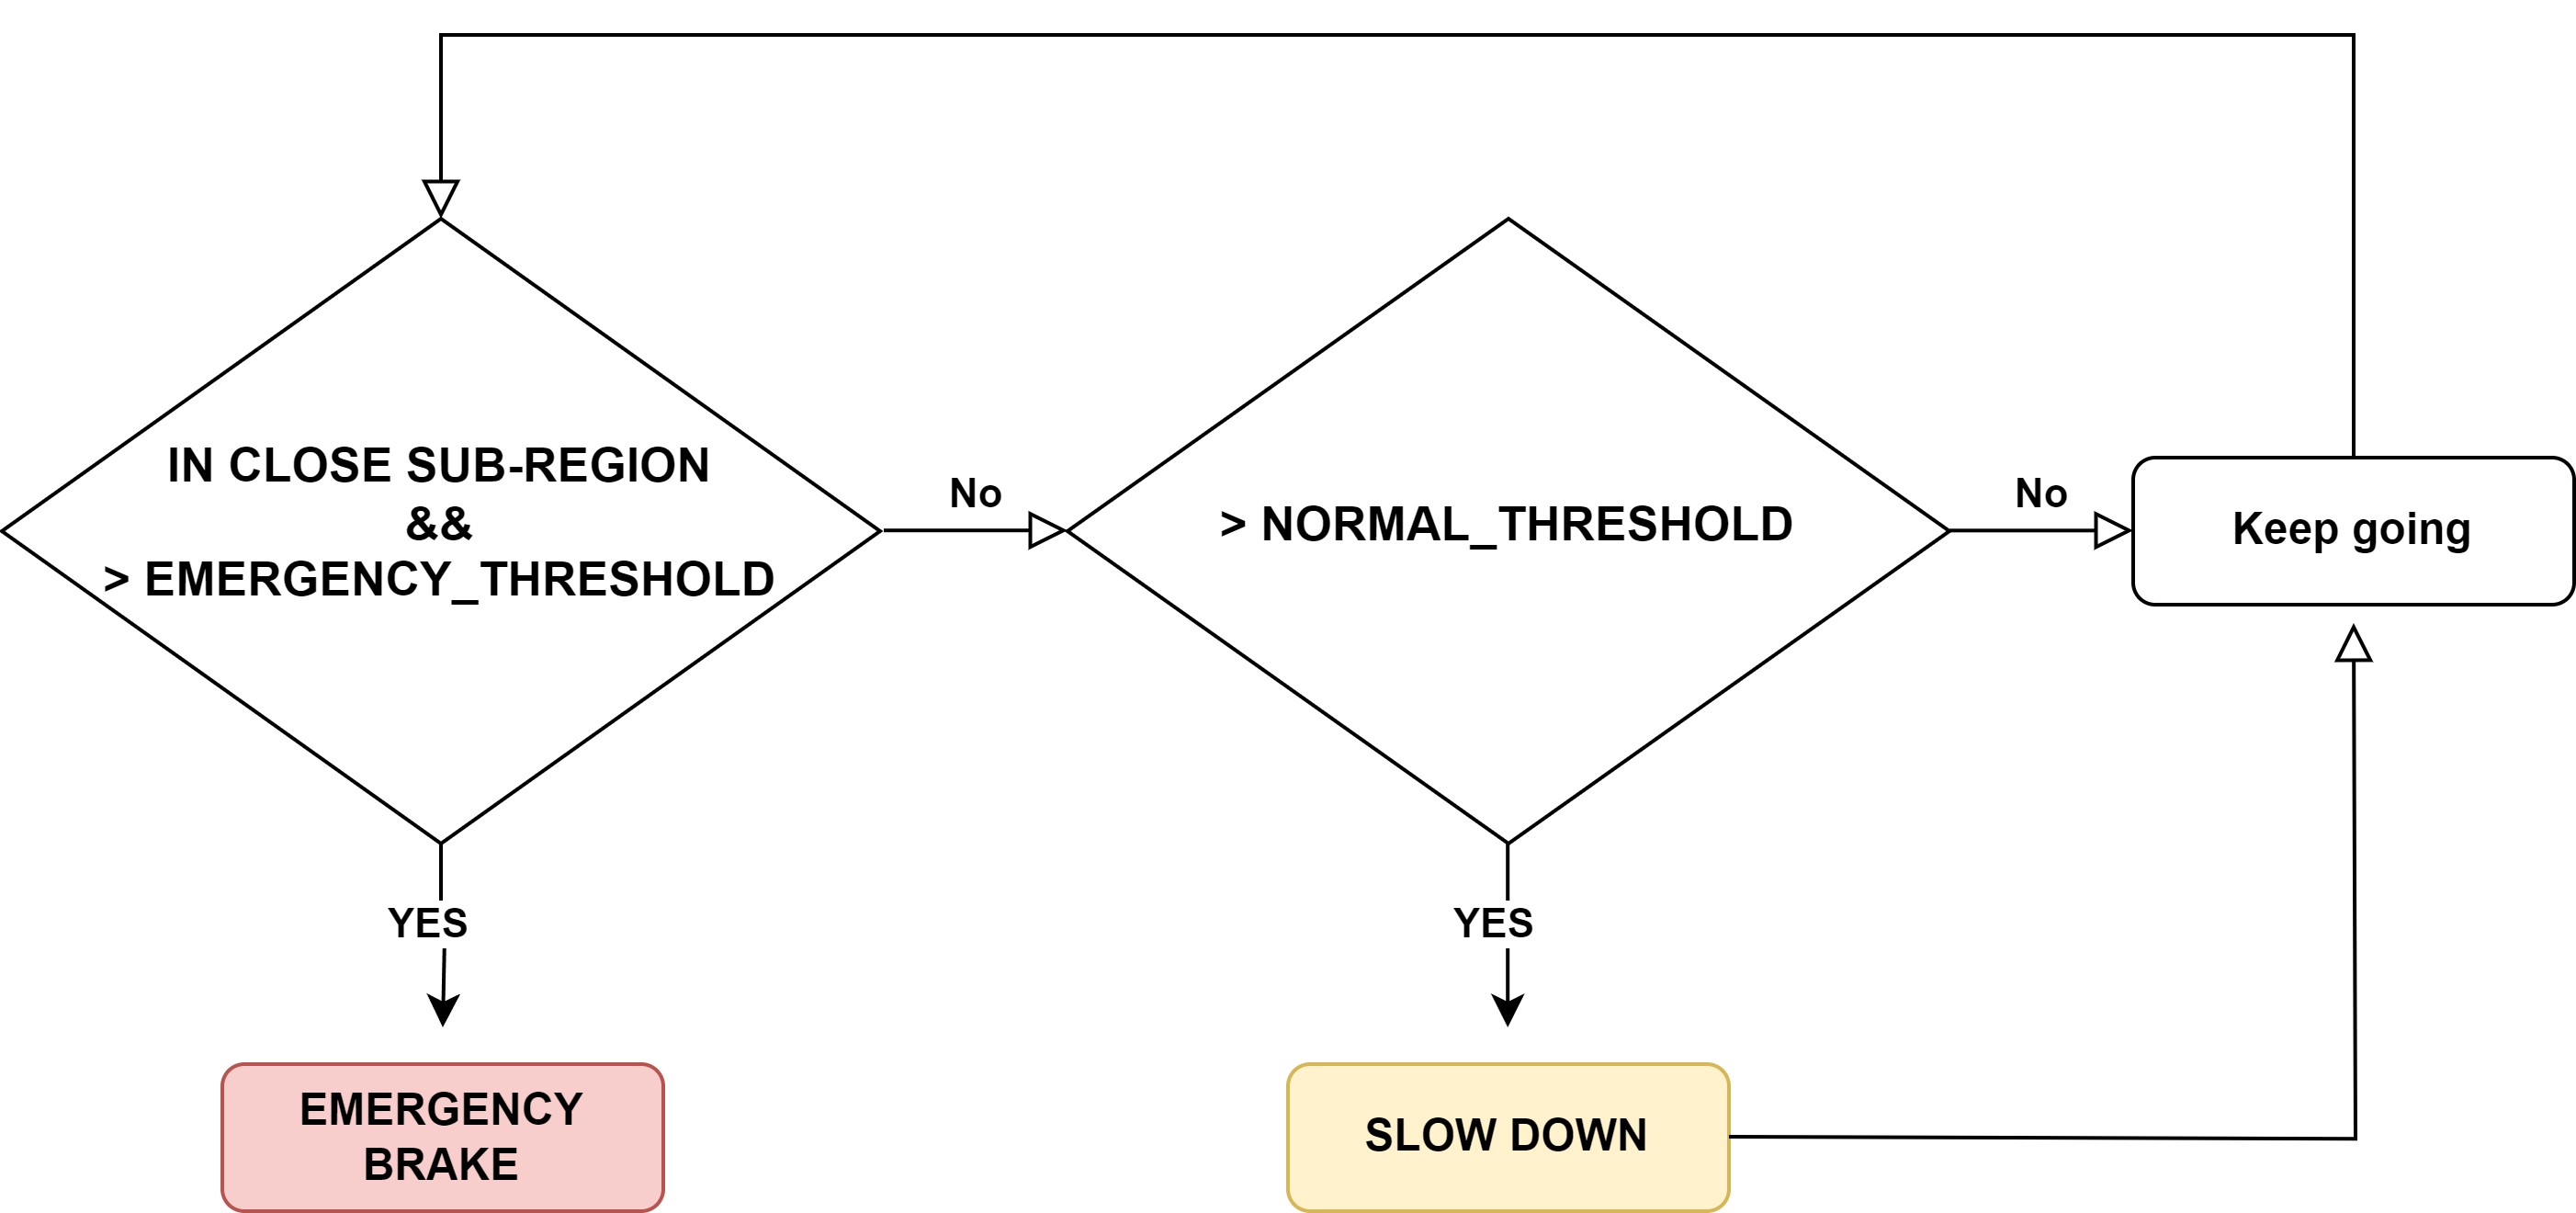 IN CLOSE SUB-REGION
&&
> EMERGENCY_THRESHOLD
No
> NORMAL_THRESHOLD
No
Keep going
YES
YES
EMERGENCY
BRAKE
SLOW DOWN